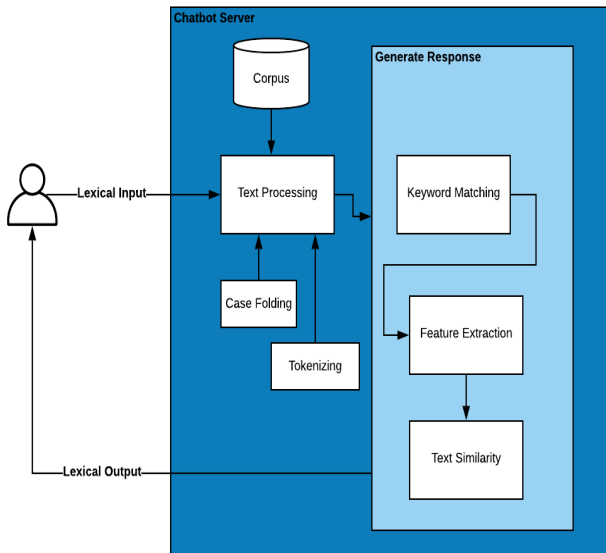 Chatbot Server
Corpus
Generate Response
Lexical Input
Text Processing
Keyword Matching
Case Folding
Tokenizing
Feature Extraction
Text Similarity
Lexical Output